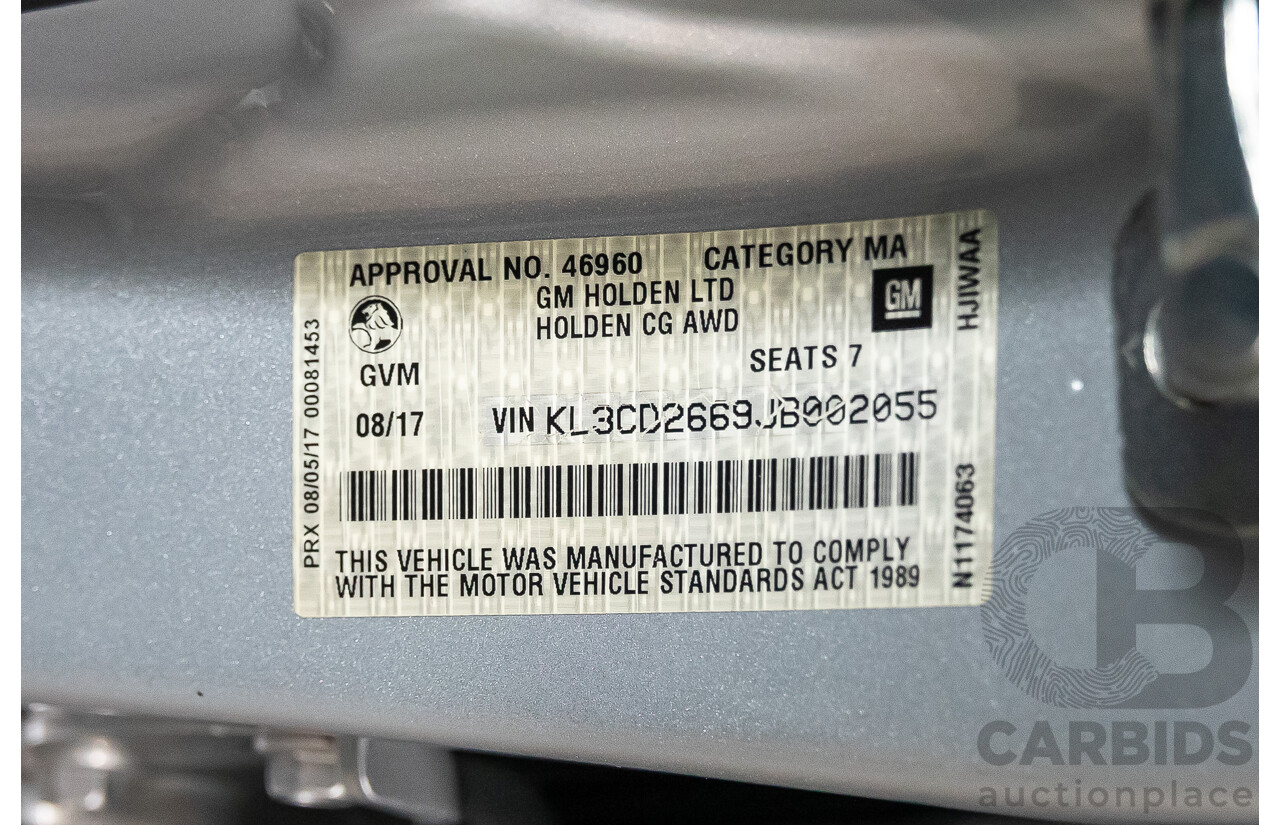 APPROVAL NO. 46960 CATEGORY MA
GM HOLDEN LTD
GM
HOLDEN CG AWD
SEATS 7
GVM
08/17 VIN KL3CD2669JB002055
THIS VEHICLE WAS MANUFACTURED TO COMPLY
WITH THE MOTOR VEHICLE STANDARDS ACT 1989
PRX 08/05/17 00081453
HJIWAA
N1174063
CB
CARBIDS
auctionplace